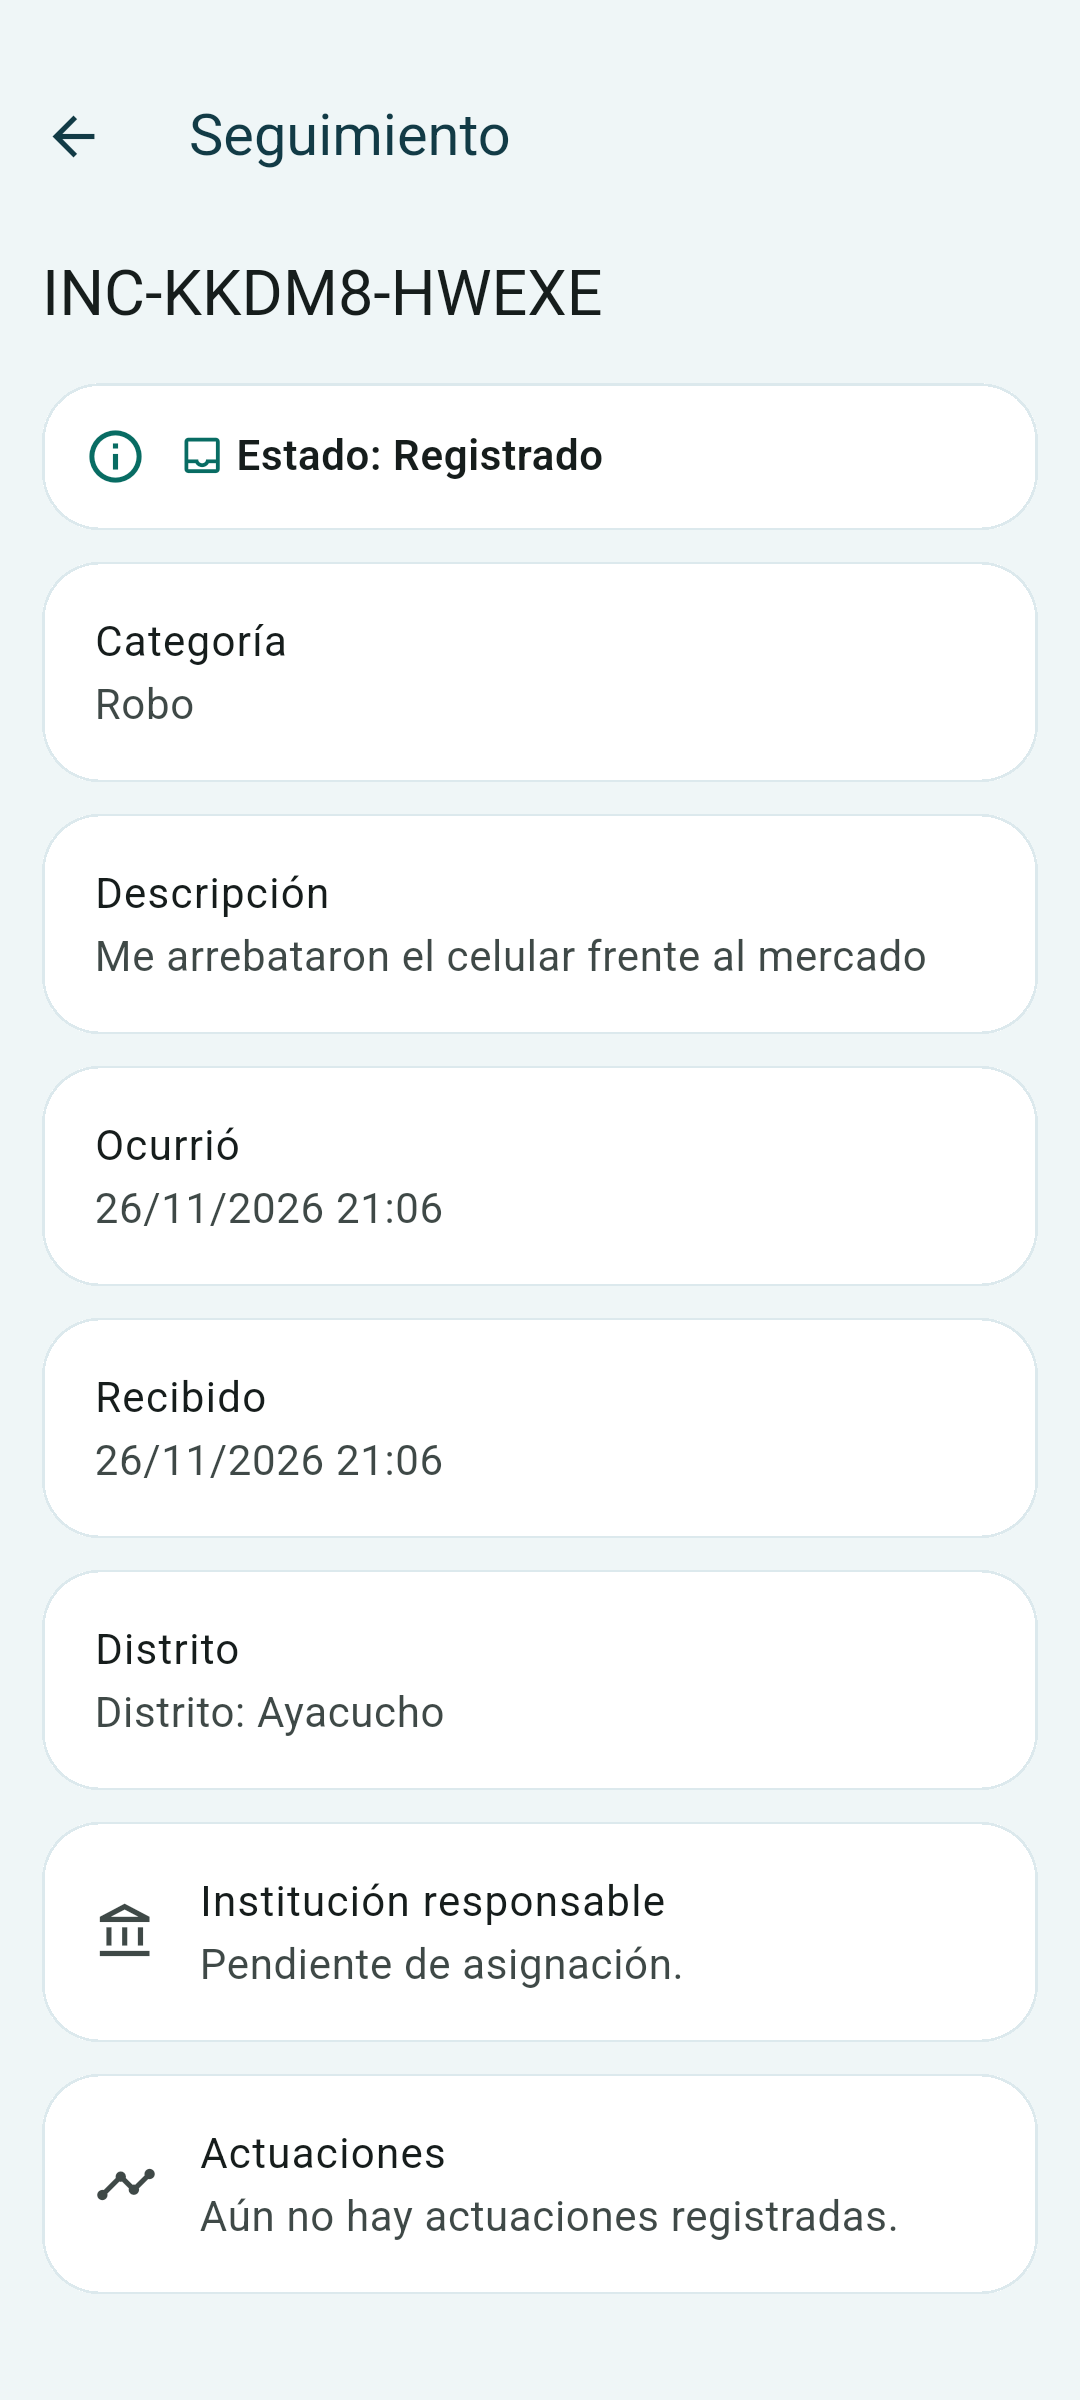 Seguimiento
INC-KKDM8-HWEXE
Estado: Registrado
Categoría
Robo
Descripción
Me arrebataron el celular frente al mercado
Ocurrió
26/11/2026 21:06
Recibido
26/11/2026 21:06
Distrito
Distrito: Ayacucho
Institución responsable
Pendiente de asignación.
Actuaciones
Aún no hay actuaciones registradas.